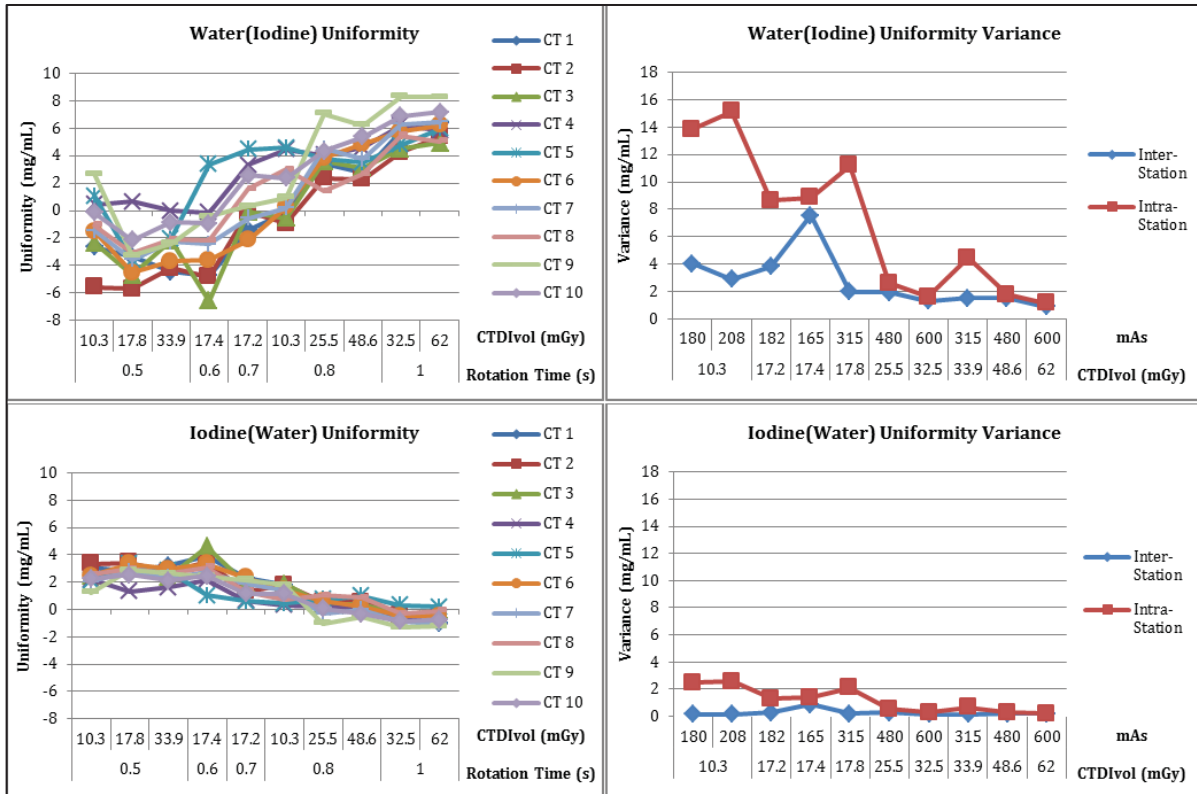 Water(Iodine) Uniformity
Uniformity (mg/mL)
10
8
6
4
2
0
-2
-4
-6
-8
10.3 17.8 33.9 17.4 17.2 10.3 25.5 48.6 32.5 62 CTDIvol (mGy)
0.5 0.6 0.7 0.8 1 Rotation Time (s)
CT 1
CT 2
CT 3
CT 4
CT 5
CT 6
CT 7
CT 8
CT 9
CT 10
Water(Iodine) Uniformity Variance
Variance (mg/mL)
18
16
14
12
10
8
6
4
2
0
180 208 182 165 315 480 600 315 480 600 mAs
10.3 17.2 17.4 17.8 25.5 32.5 33.9 48.6 62 CTDIvol (mGy)
Inter-
Station
Intra-
Station
Iodine(Water) Uniformity
Uniformity (mg/mL)
10
8
6
4
2
0
-2
-4
-6
-8
10.3 17.8 33.9 17.4 17.2 10.3 25.5 48.6 32.5 62 CTDIvol (mGy)
0.5 0.6 0.7 0.8 1 Rotation Time (s)
CT 1
CT 2
CT 3
CT 4
CT 5
CT 6
CT 7
CT 8
CT 9
CT 10
Iodine(Water) Uniformity Variance
Variance (mg/mL)
18
16
14
12
10
8
6
4
2
0
180 208 182 165 315 480 600 315 480 600 mAs
10.3 17.2 17.4 17.8 25.5 32.5 33.9 48.6 62 CTDIvol (mGy)
Inter-
Station
Intra-
Station